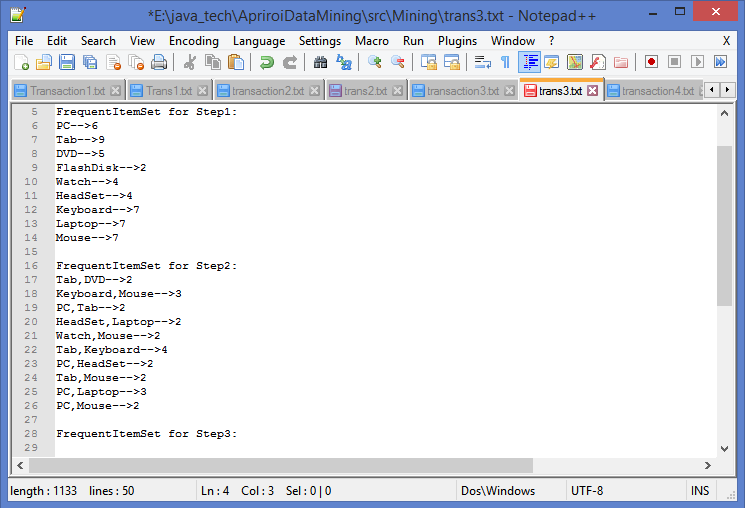 *E:\java_tech\ApriroiDataMining\src\Mining\trans3.txt - Notepad++
File Edit Search View Encoding Language Settings Macro Run Plugins Window ? X
Transaction1.txt Trans1.txt transaction2.txt trans2.txt transaction3.txt trans3.txt transaction4.txt
5 FrequentItemSet for Step1:
6 PC-->6
7 Tab-->9
8 DVD-->5
9 FlashDisk-->2
10 Watch-->4
11 HeadSet-->4
12 Keyboard-->7
13 Laptop-->7
14 Mouse-->7
15
16 FrequentItemSet for Step2:
17 Tab,DVD-->2
18 Keyboard,Mouse-->3
19 PC,Tab-->2
20 HeadSet,Laptop-->2
21 Watch,Mouse-->2
22 Tab,Keyboard-->4
23 PC,HeadSet-->2
24 Tab,Mouse-->2
25 PC,Laptop-->3
26 PC,Mouse-->2
27
28 FrequentItemSet for Step3:
29
length : 1133 lines : 50 Ln : 4 Col : 3 Sel : 0 | 0 Dos\Windows UTF-8 INS